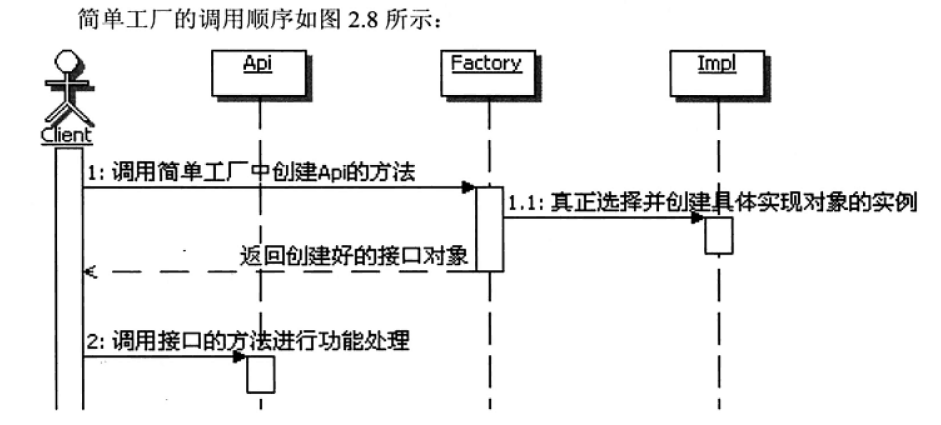 简单工厂的调用顺序如图 2.8 所示：
Api
Factory
Impl
Client
1: 调用简单工厂中创建Api的方法
1.1: 真正选择并创建具体实现对象的实例
返回创建好的接口对象
2: 调用接口的方法进行功能处理